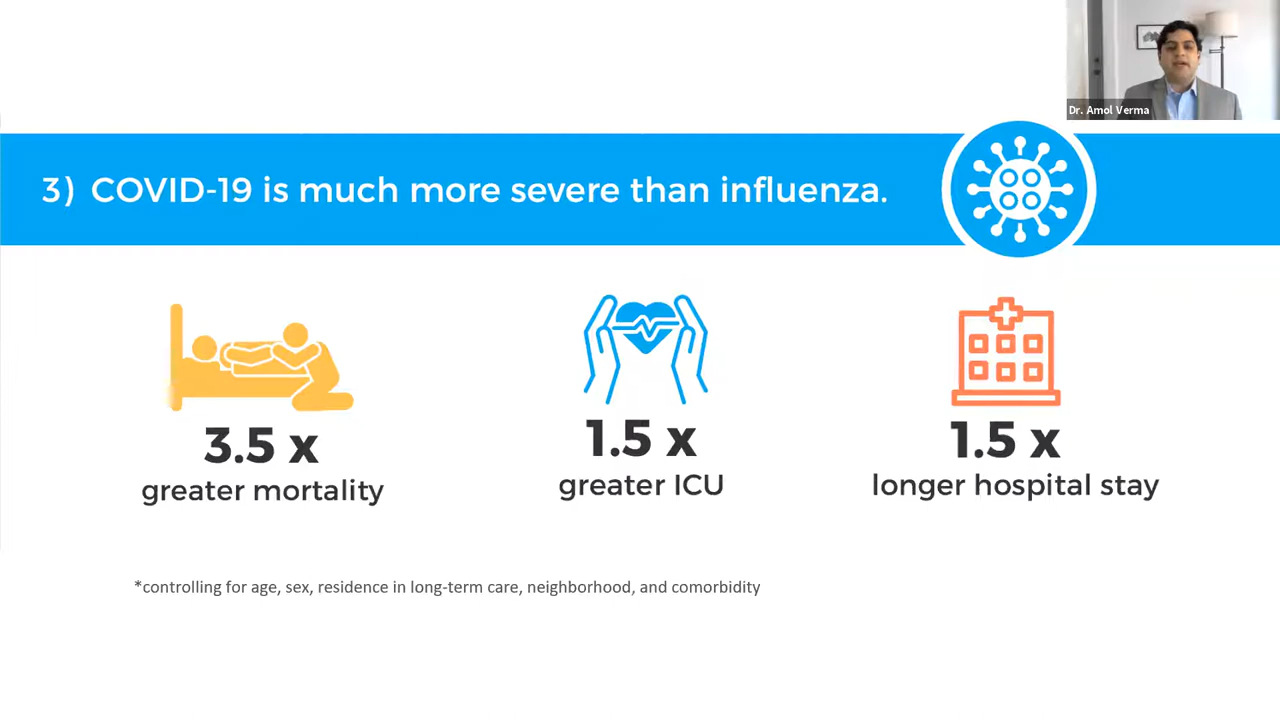 Dr. Amol Verma
3) COVID-19 is much more severe than influenza.
3.5 x
greater mortality
1.5 x
greater ICU
1.5 x
longer hospital stay
*controlling for age, sex, residence in long-term care, neighborhood, and comorbidity